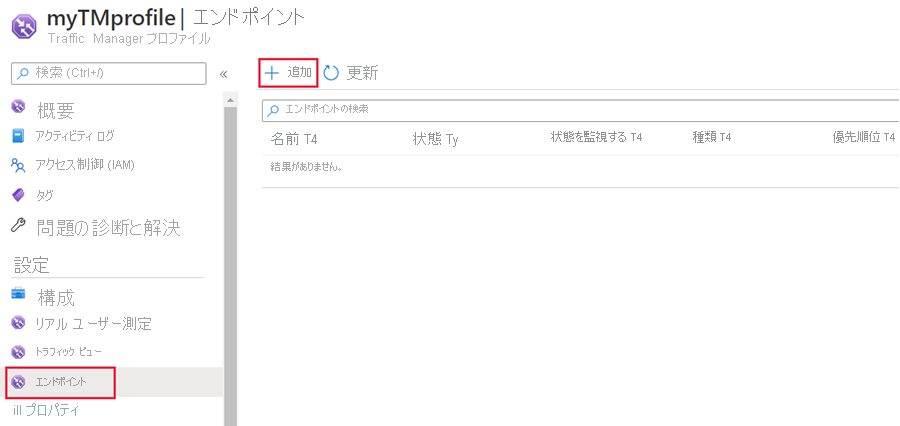 myTMprofile | エンドポイント
Traffic Manager プロファイル
検索 (Ctrl+/)
«
概要
アクティビティ ログ
アクセス制御 (IAM)
タグ
問題の診断と解決
設定
構成
リアル ユーザー測定
トラフィック ビュー
エンドポイント
ill プロパティ
+ 追加
更新
エンドポイントの検索
名前 T4 状態 Ty 状態を監視する T4 種類 T4 優先順位 T4
結果がありません。